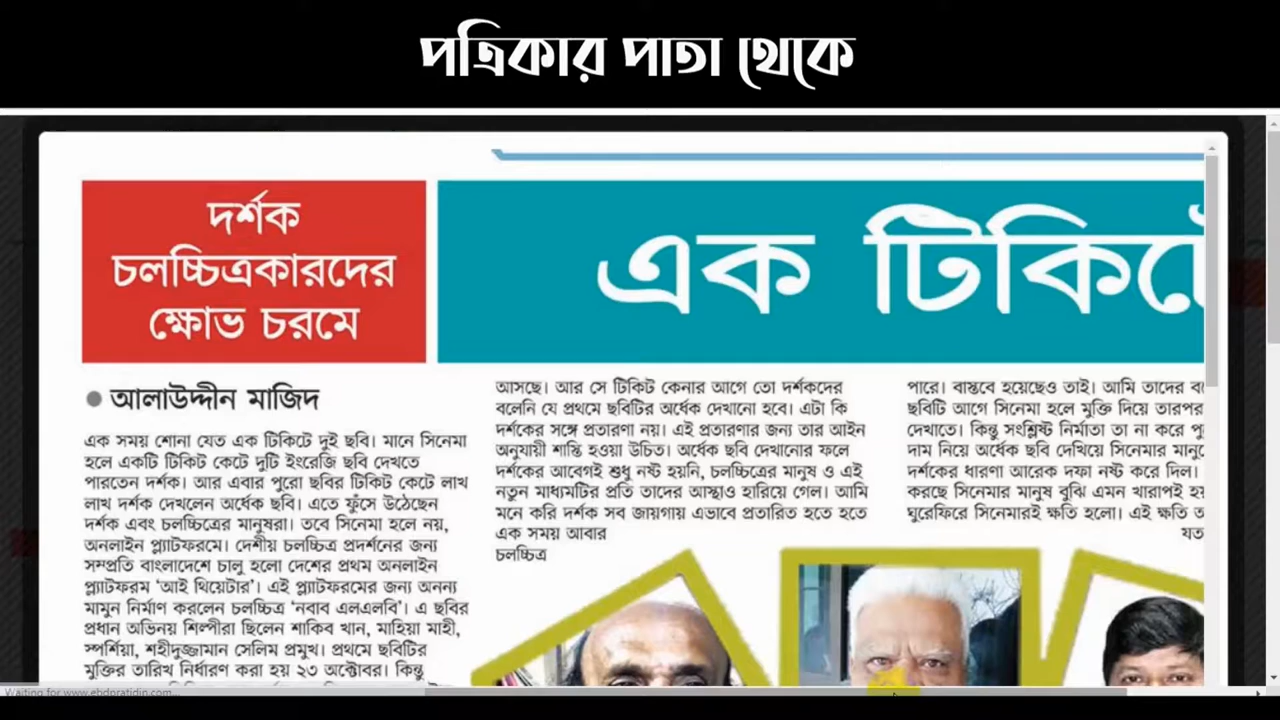 পত্রিকার পাতা থেকে
দর্শক
চলচ্চিত্রকারদের
ক্ষোভ চরমে
এক টিকিটে
আলাউদ্দীন মাজিদ
এক সময় শোনা যেত এক টিকিটে দুই ছবি। মানে সিনেমা
হলে একটি টিকিট কেটে দুটি ইংরেজি ছবি দেখতে
পারতেন দর্শক। আর এবার পুরো ছবির টিকিট কেটে লাখ
লাখ দর্শক দেখলেন অর্ধেক ছবি। এতে ফুঁসে উঠেছেন
দর্শক এবং চলচ্চিত্রের মানুষরা। তবে সিনেমা হলে নয়,
অনলাইন প্ল্যাটফরমে। দেশীয় চলচ্চিত্র প্রদর্শনের জন্য
সম্প্রতি বাংলাদেশে চালু হলো দেশের প্রথম অনলাইন
প্ল্যাটফরম ‘আই থিয়েটার’। এই প্ল্যাটফরমের জন্য অনন্য
মামুন নির্মাণ করলেন চলচ্চিত্র ‘নবাব এলএলবি’। এ ছবির
প্রধান অভিনয় শিল্পীরা ছিলেন শাকিব খান, মাহিয়া মাহী,
স্পর্শিয়া, শহীদুজ্জামান সেলিম প্রমুখ। প্রথমে ছবিটির
মুক্তির তারিখ নির্ধারণ করা হয় ২৩ অক্টোবর। কিন্তু
আসছে। আর সে টিকিট কেনার আগে তো দর্শকদের
বলেনি যে প্রথমে ছবিটির অর্ধেক দেখানো হবে। এটা কি
দর্শকের সঙ্গে প্রতারণা নয়। এই প্রতারণার জন্য তার আইন
অনুযায়ী শাস্তি হওয়া উচিত। অর্ধেক ছবি দেখানোর ফলে
দর্শকের আবেগই শুধু নষ্ট হয়নি, চলচ্চিত্রের মানুষ ও এই
নতুন মাধ্যমটির প্রতি তাদের আস্থাও হারিয়ে গেল। আমি
মনে করি দর্শক সব জায়গায় এভাবে প্রতারিত হতে হতে
এক সময় আবার
চলচ্চিত্র
পারে। বাস্তবে হয়েছেও তাই। আমি তাদের
ছবিটি আগে সিনেমা হলে মুক্তি দিয়ে তারপর
দেখাতে। কিন্তু সংশ্লিষ্ট নির্মাতা তা না করে
দাম নিয়ে অর্ধেক ছবি দেখিয়ে সিনেমার
দর্শকের ধারণা আরেক দফা নষ্ট করে দিল।
করছে সিনেমার মানুষ বুঝি এমন খারাপই
ঘুরেফিরে সিনেমারই ক্ষতি হলো। এই ক্ষতি
যত
Waiting for www.ebdpratidin.com...